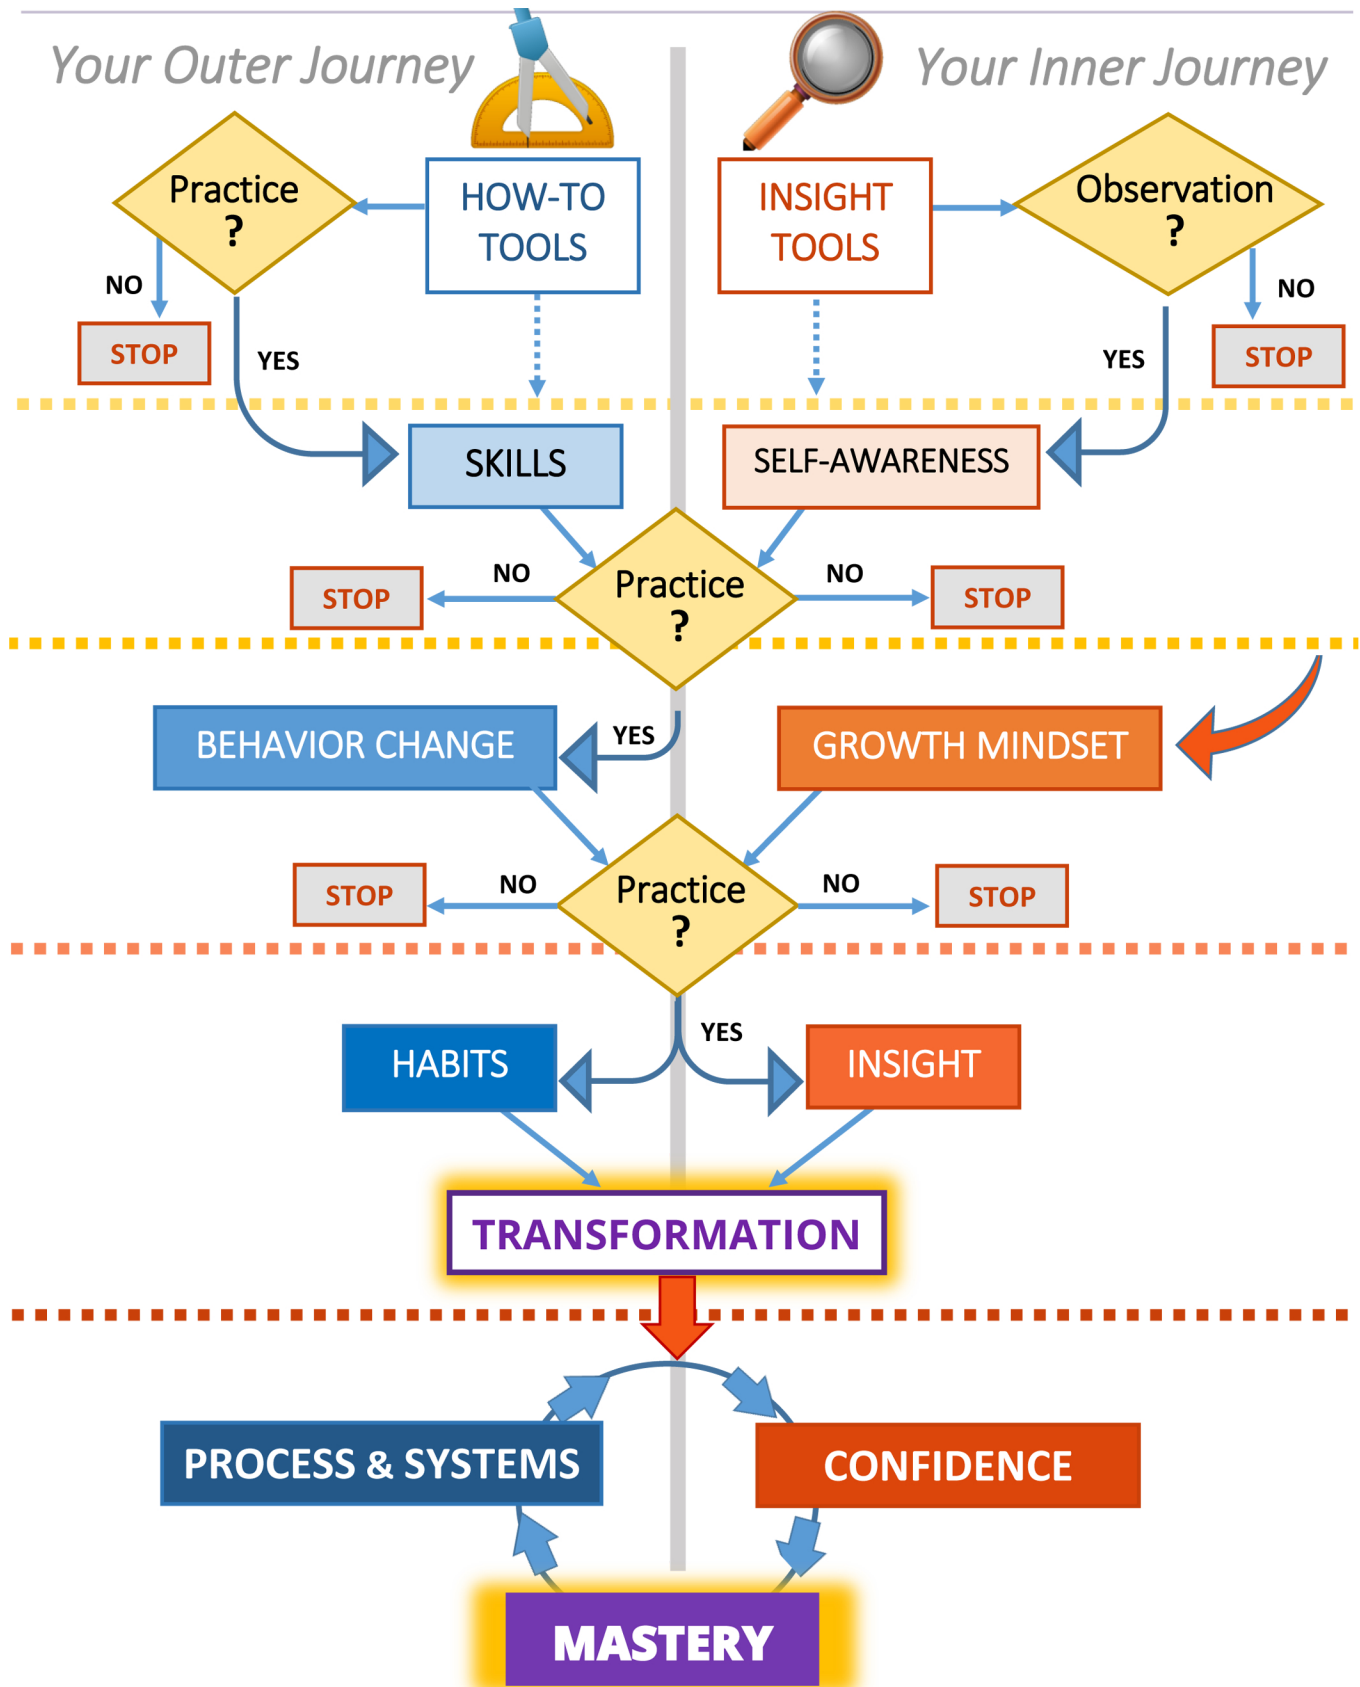 Your Outer Journey
Your Inner Journey
Practice
?
HOW-TO
TOOLS
INSIGHT
TOOLS
Observation
?
NO
NO
STOP
YES
YES
STOP
SKILLS
SELF-AWARENESS
NO
Practice
?
NO
STOP
STOP
BEHAVIOR CHANGE
YES
GROWTH MINDSET
NO
Practice
?
NO
STOP
STOP
HABITS
YES
INSIGHT
TRANSFORMATION
PROCESS & SYSTEMS
CONFIDENCE
MASTERY